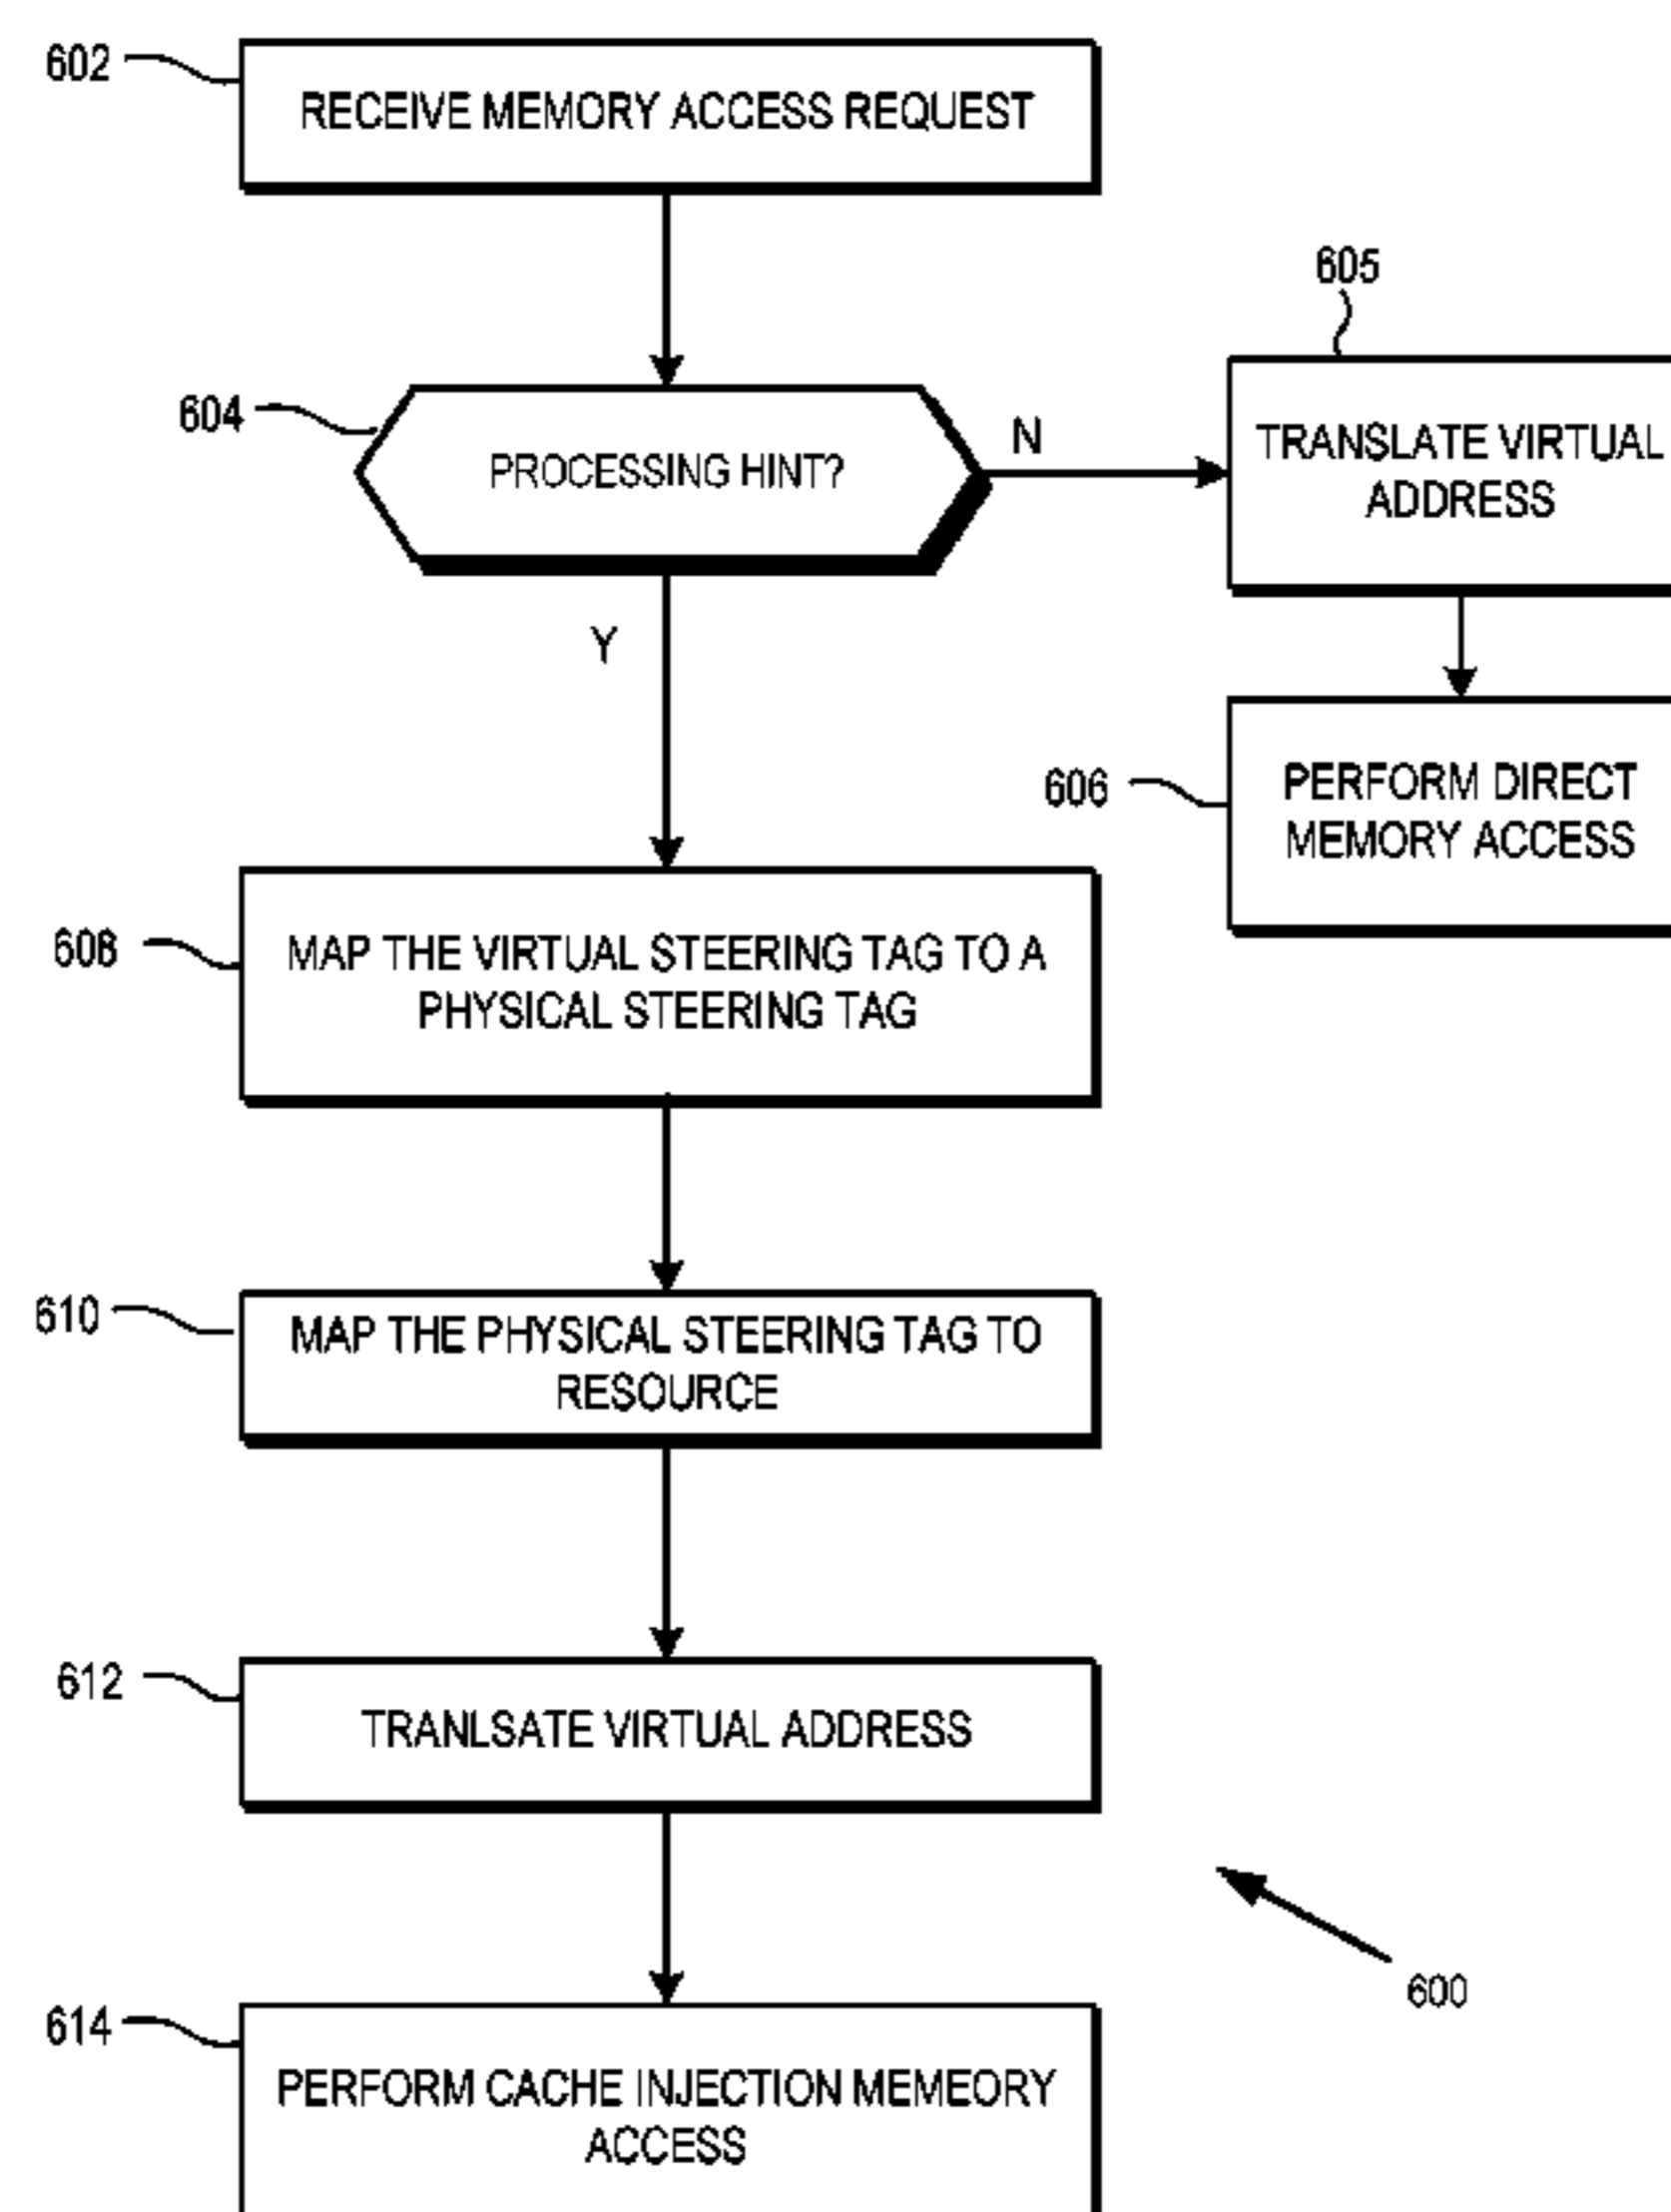 602
RECEIVE MEMORY ACCESS REQUEST
604
PROCESSING HINT?
N
605
TRANSLATE VIRTUAL
ADDRESS
Y
606
PERFORM DIRECT
MEMORY ACCESS
608
MAP THE VIRTUAL STEERING TAG TO A
PHYSICAL STEERING TAG
610
MAP THE PHYSICAL STEERING TAG TO
RESOURCE
612
TRANLSATE VIRTUAL ADDRESS
600
614
PERFORM CACHE INJECTION MEMEORY
ACCESS